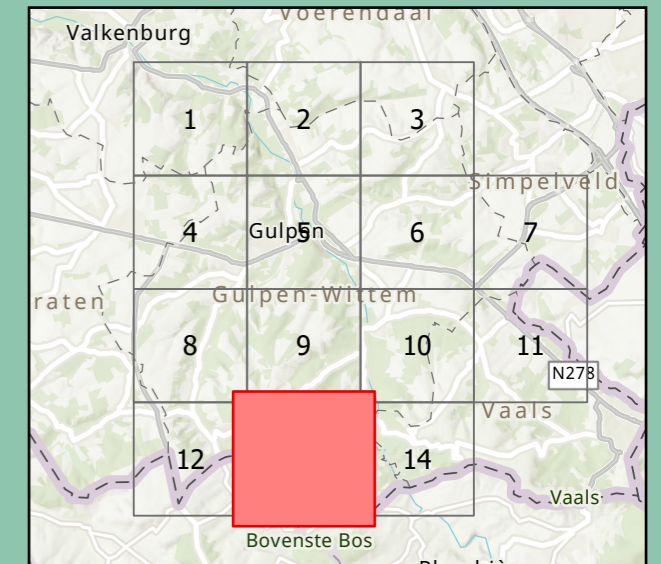 Voerendaal
Valkenburg
1 2 3
Simpelveld
4 Gulpen 5 6 7
raten Gulpen-Wittem
8 9 10 11
N278
Vaals
12 14
Vaals
Bovenste Bos